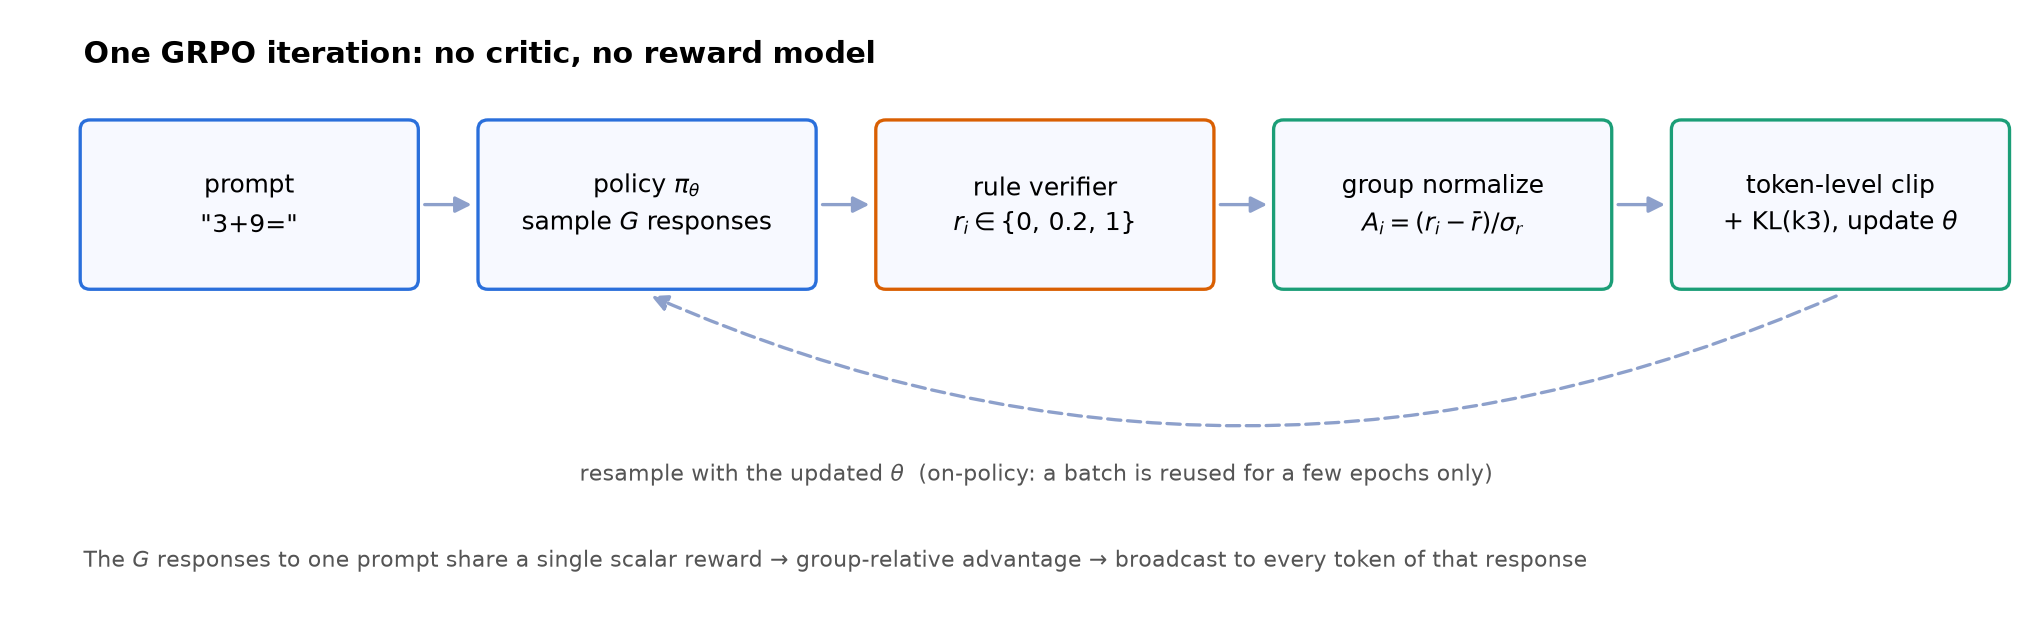 One GRPO iteration: no critic, no reward model
prompt
"3+9="
policy πθ
sample G responses
rule verifier
rᵢ ∈ {0, 0.2, 1}
group normalize
Aᵢ = (rᵢ − r̄)/σᵣ
token-level clip
+ KL(k3), update θ
resample with the updated θ (on-policy: a batch is reused for a few epochs only)
The G responses to one prompt share a single scalar reward → group-relative advantage → broadcast to every token of that response